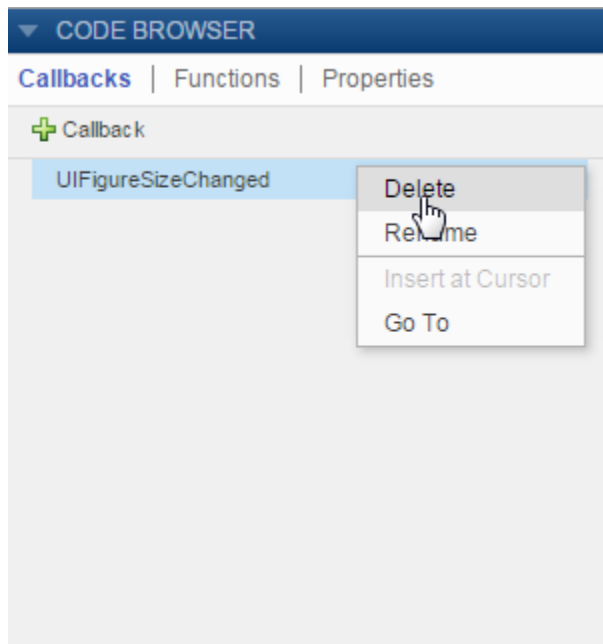 CODE BROWSER
Callbacks | Functions | Properties
Callback
UIFigureSizeChanged
Delete
Rename
Insert at Cursor
Go To